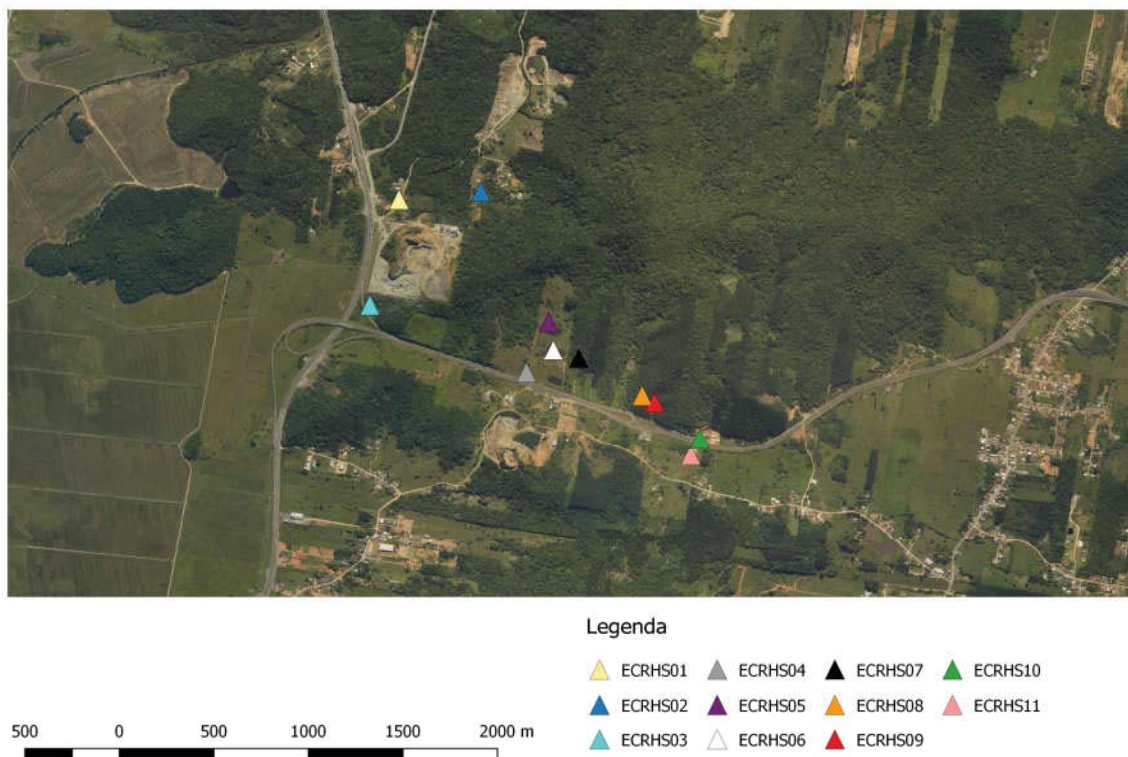 Legenda
ECRHS01 ECRHS04 ECRHS07 ECRHS10
ECRHS02 ECRHS05 ECRHS08 ECRHS11
ECRHS03 ECRHS06 ECRHS09
500 0 500 1000 1500 2000 m